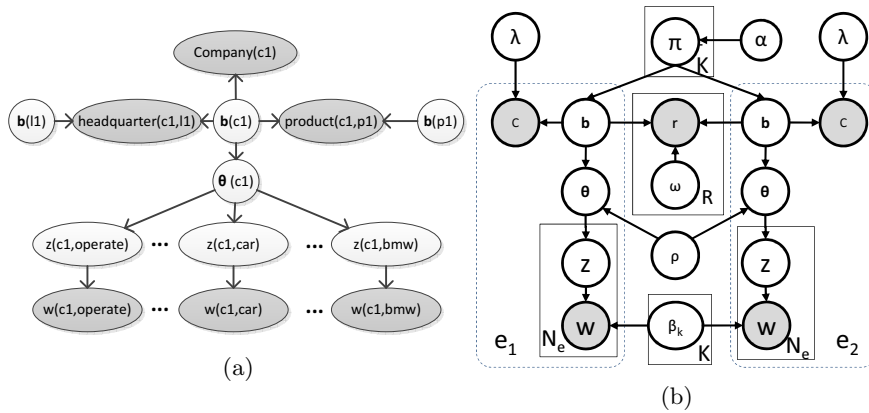 Company(c1)
b(l1)
headquarter(c1,l1)
b(c1)
product(c1,p1)
b(p1)
θ (c1)
z(c1,operate)
...
z(c1,car)
...
z(c1,bmw)
w(c1,operate)
...
w(c1,car)
...
w(c1,bmw)
(a)
λ
π
K
α
λ
c
b
r
b
c
θ
ω
R
θ
z
ρ
z
Ne
w
βk
K
w
Ne
e1
e2
(b)